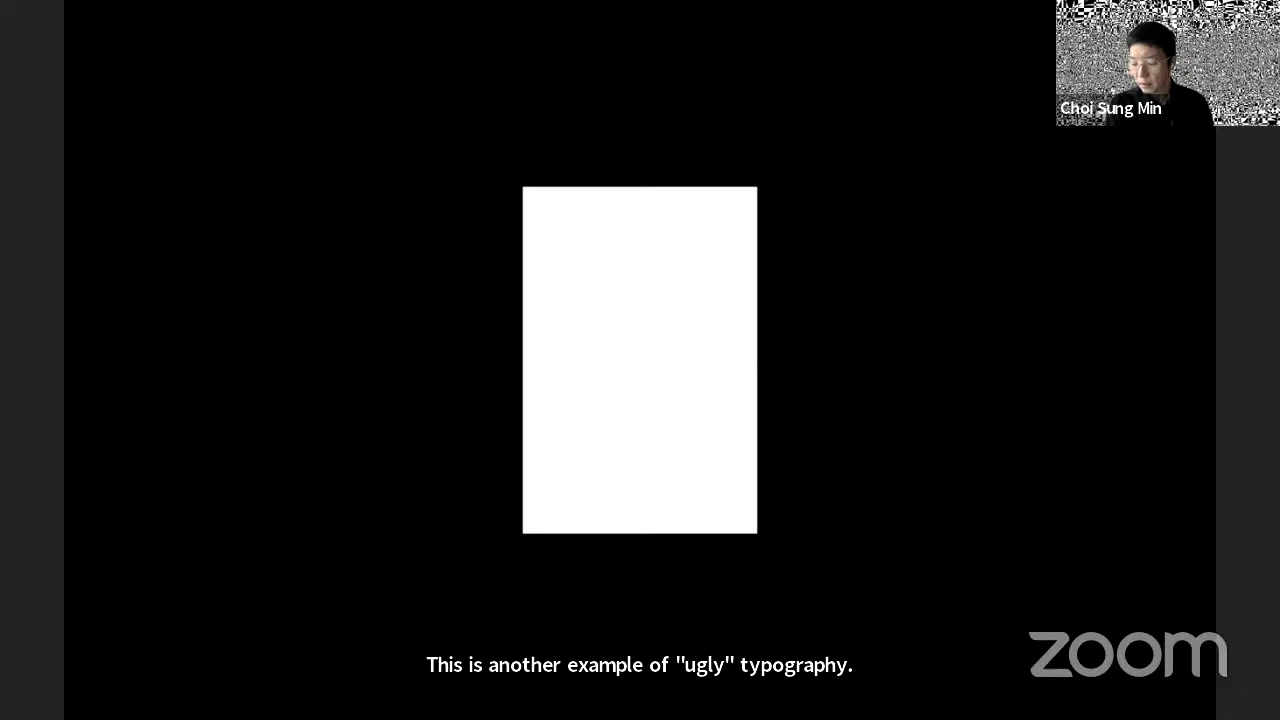 Choi Sung Min
This is another example of "ugly" typography.
zoom